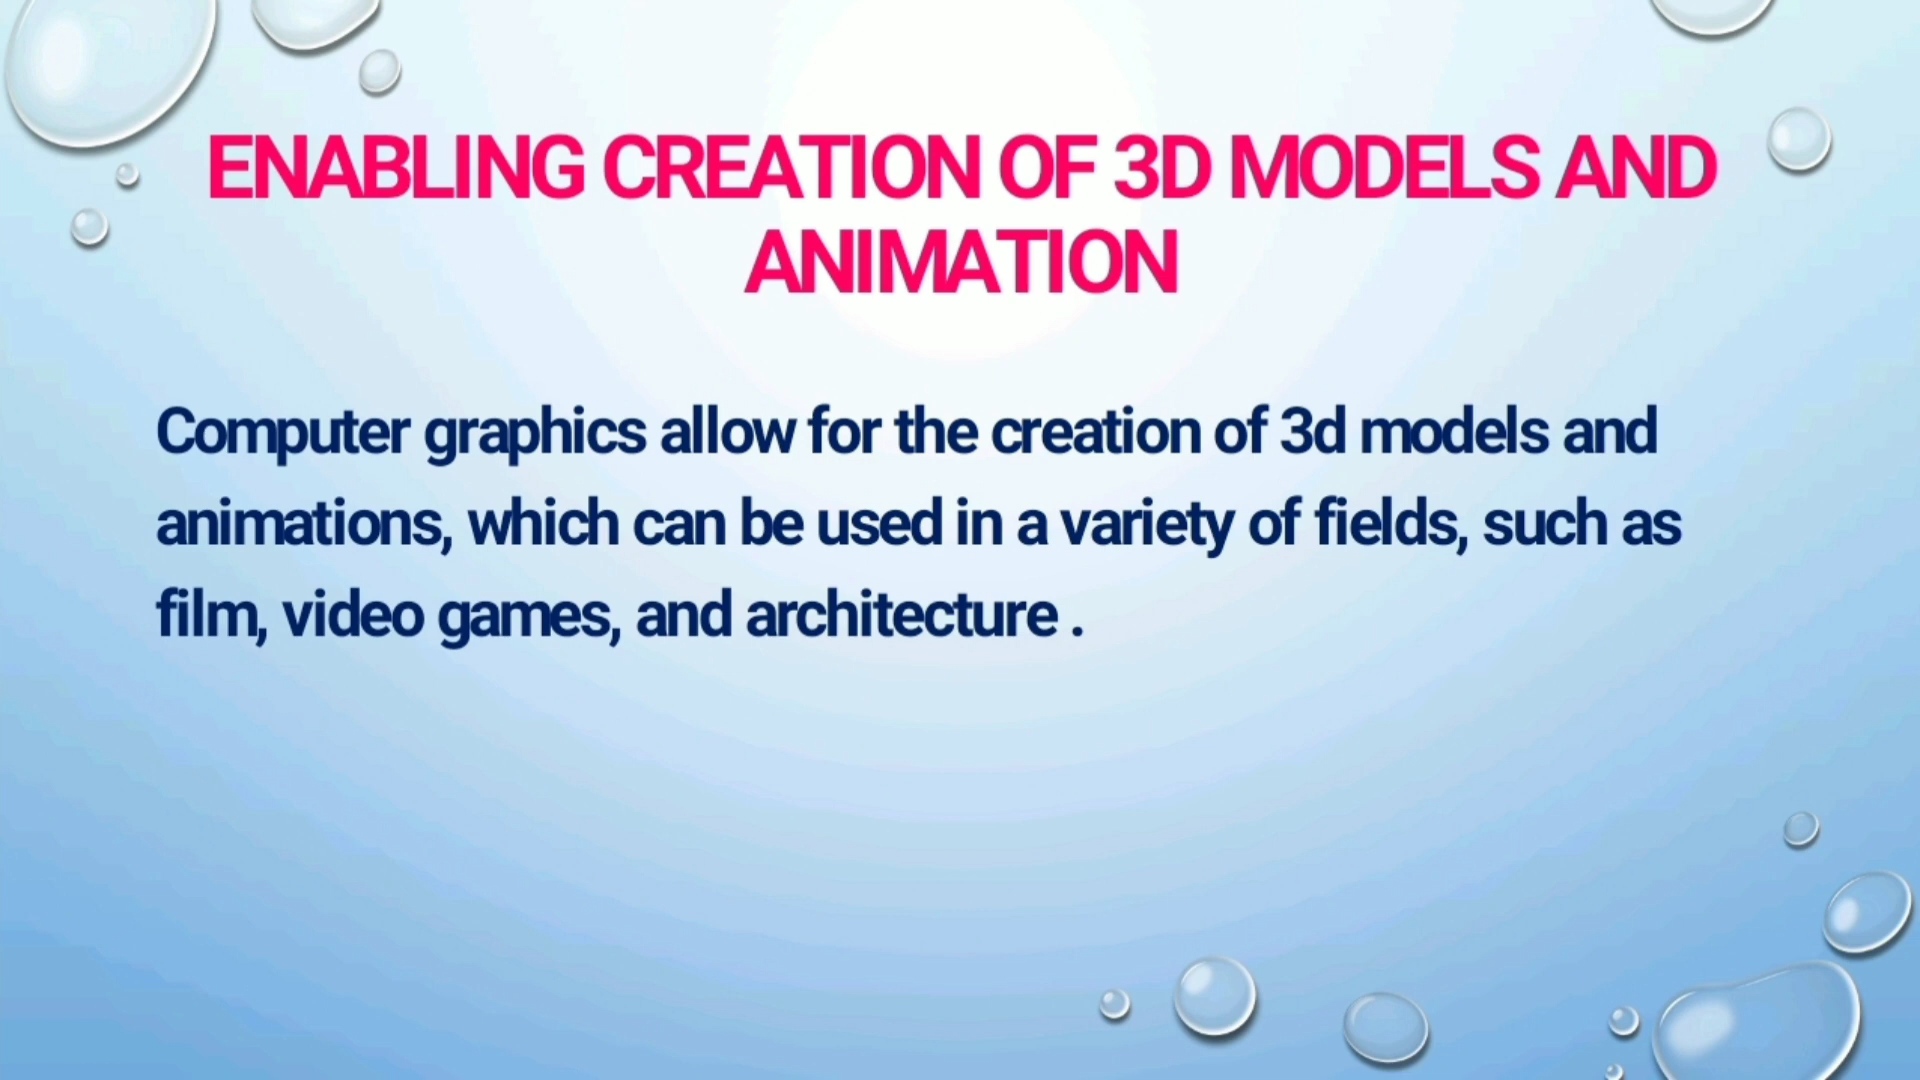 ENABLING CREATION OF 3D MODELS AND
ANIMATION
Computer graphics allow for the creation of 3d models and
animations, which can be used in a variety of fields, such as
film, video games, and architecture .